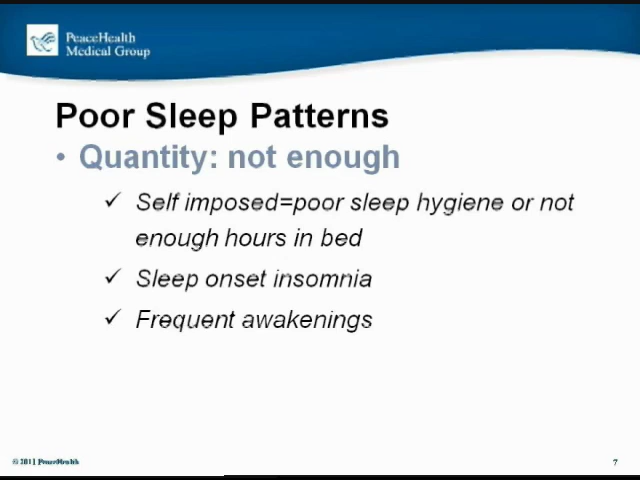 PeaceHealth
Medical Group
Poor Sleep Patterns
• Quantity: not enough
✓ Self imposed=poor sleep hygiene or not
enough hours in bed
✓ Sleep onset insomnia
✓ Frequent awakenings
© 2011 PeaceHealth
7